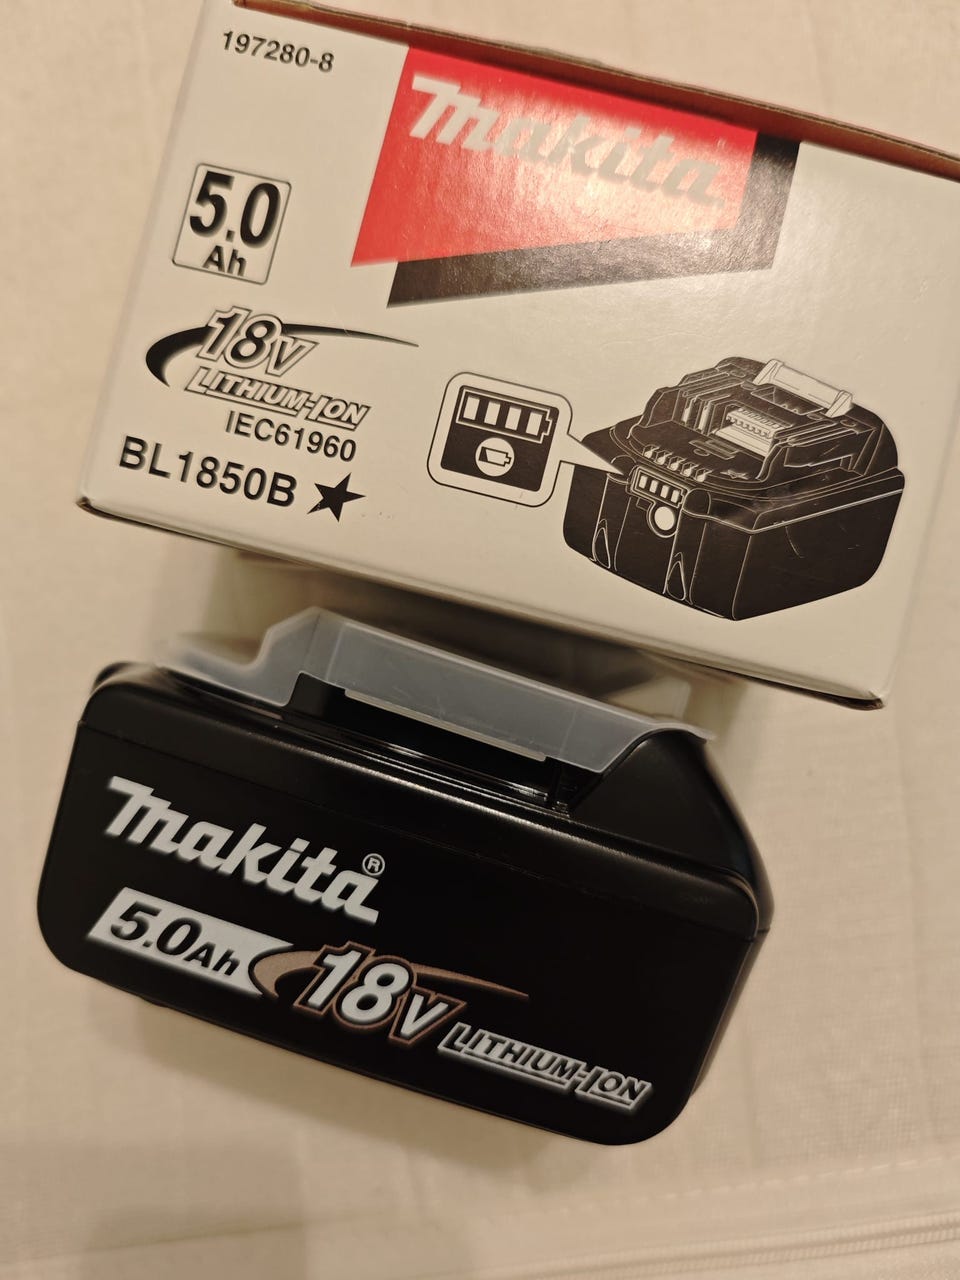 197280-8
makita
5.0
Ah
18V
LITHIUM-ION
IEC61960
BL1850B★
makita®
5.0Ah 18V LITHIUM-ION